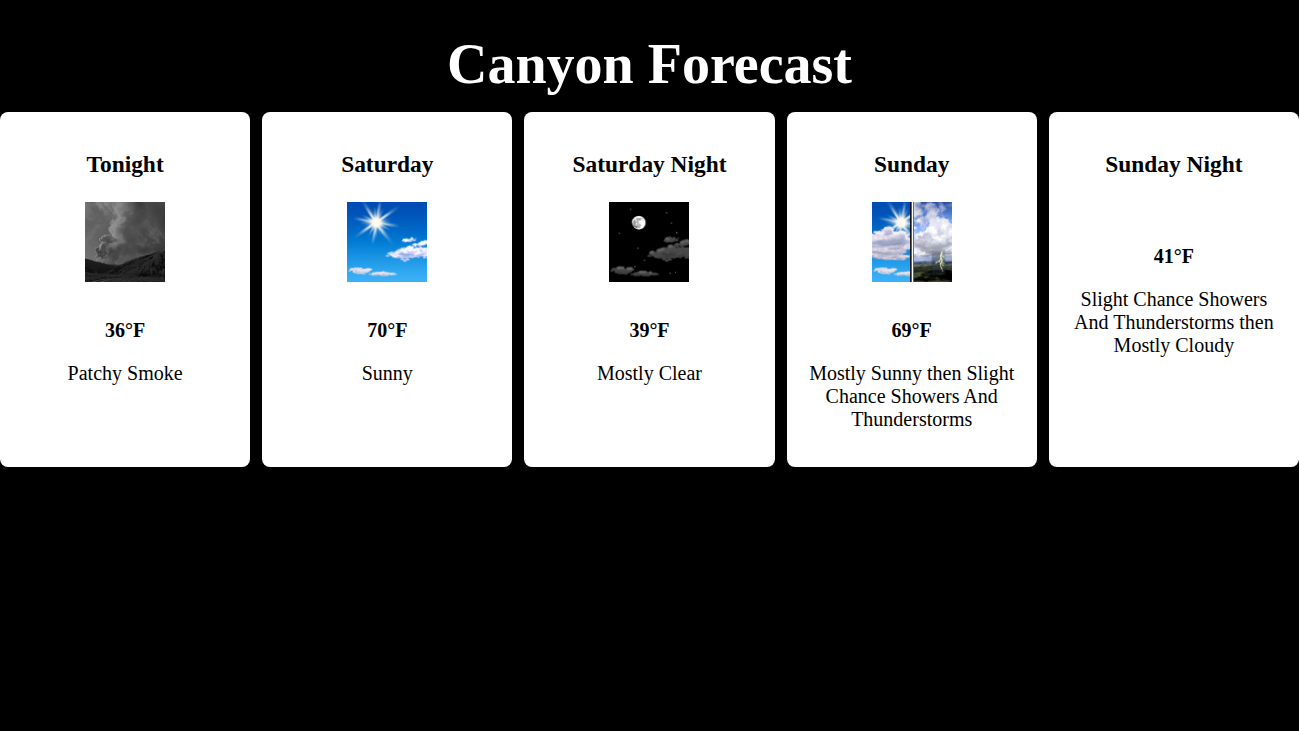 Canyon Forecast
Tonight
36°F
Patchy Smoke
Saturday
70°F
Sunny
Saturday Night
39°F
Mostly Clear
Sunday
69°F
Mostly Sunny then Slight
Chance Showers And
Thunderstorms
Sunday Night
41°F
Slight Chance Showers
And Thunderstorms then
Mostly Cloudy